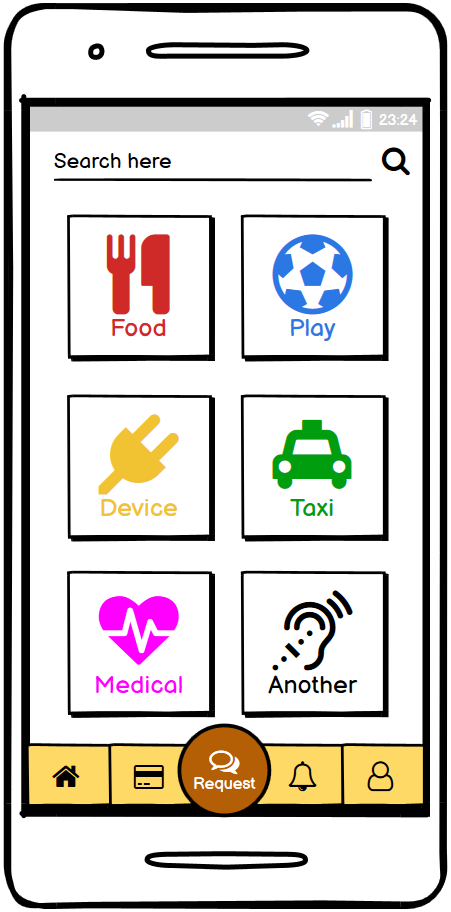 23:24
Search here
Food
Play
Device
Taxi
Medical
Another
Request